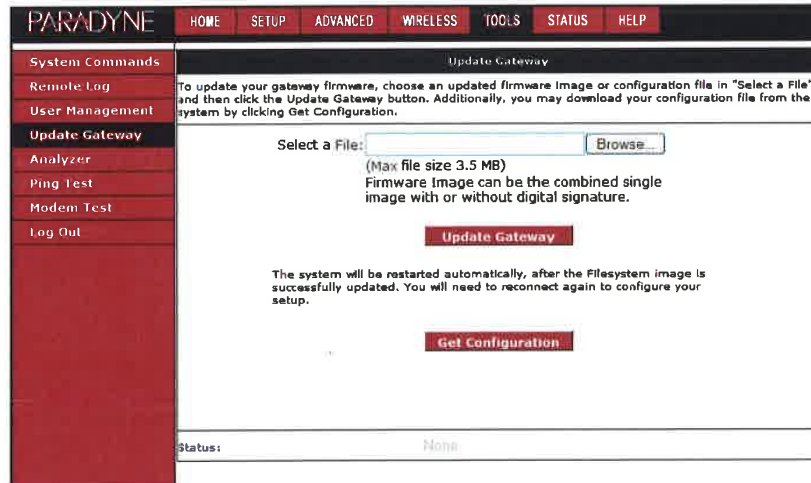 PARADYNE
HOME SETUP ADVANCED WIRELESS TOOLS STATUS HELP
System Commands
Remote Log
User Management
Update Gateway
Analyzer
Ping Test
Modem Test
Log Out
Update Gateway
To update your gateway firmware, choose an updated firmware image or configuration file in "Select a File"
and then click the Update Gateway button. Additionally, you may download your configuration file from the
system by clicking Get Configuration.
Select a File: Browse...
(Max file size 3.5 MB)
Firmware Image can be the combined single
image with or without digital signature.
Update Gateway
The system will be restarted automatically, after the Filesystem image is
successfully updated. You will need to reconnect again to configure your
setup.
Get Configuration
Status: None